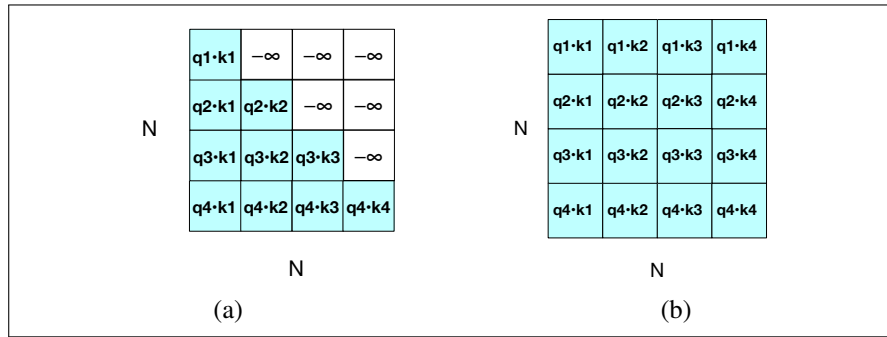 q1·k1 −∞ −∞ −∞
q2·k1 q2·k2 −∞ −∞
q3·k1 q3·k2 q3·k3 −∞
q4·k1 q4·k2 q4·k3 q4·k4
N
N
(a)
q1·k1 q1·k2 q1·k3 q1·k4
q2·k1 q2·k2 q2·k3 q2·k4
q3·k1 q3·k2 q3·k3 q3·k4
q4·k1 q4·k2 q4·k3 q4·k4
N
N
(b)